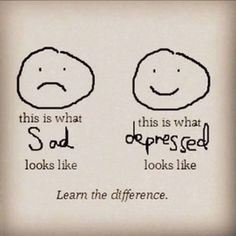 this is what
Sad
looks like
this is what
depressed
looks like
Learn the difference.